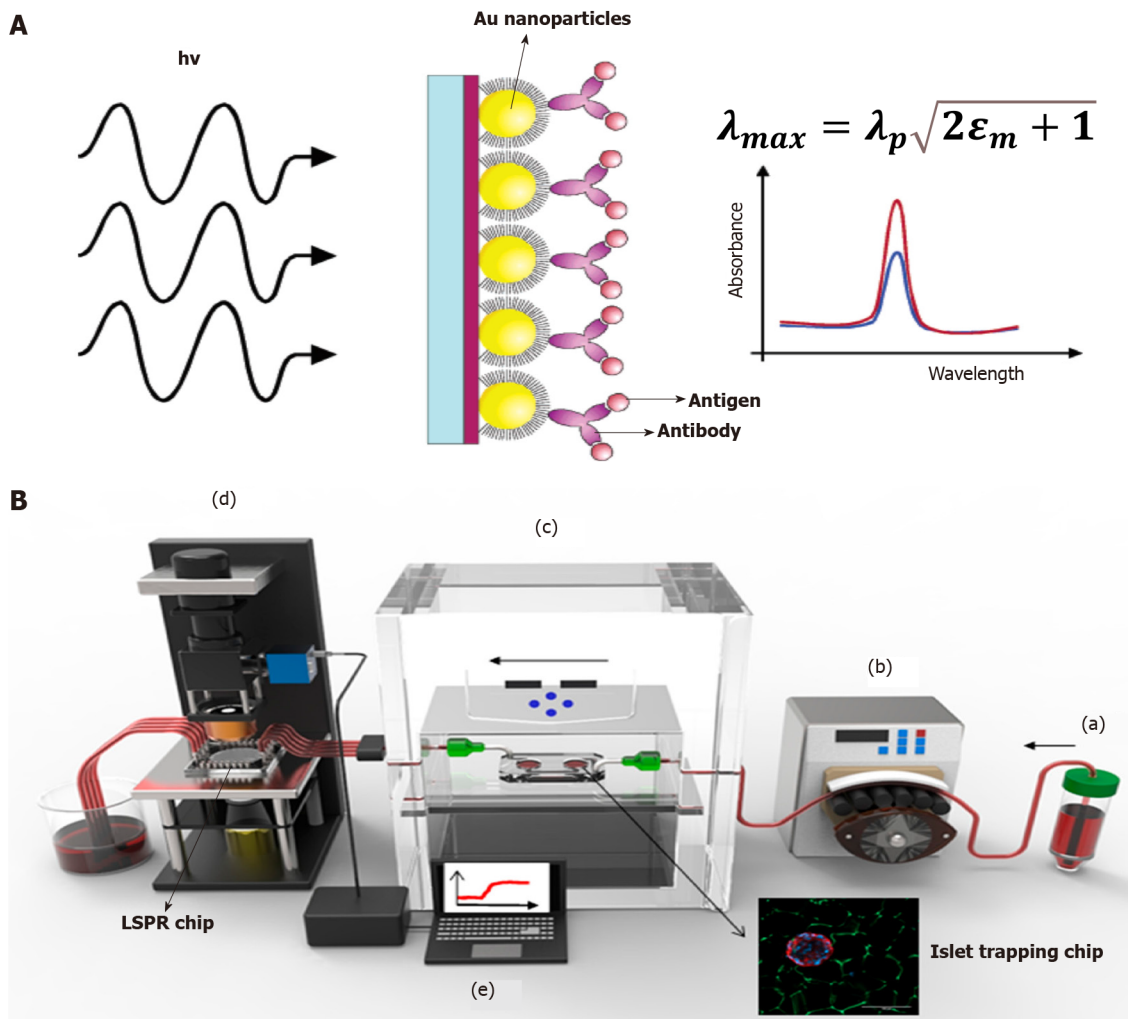 A
Au nanoparticles
hv
λmax = λp√2εm + 1
Absorbance
Wavelength
Antigen
Antibody
B
(d)
(c)
(b)
(a)
LSPR chip
Islet trapping chip
(e)